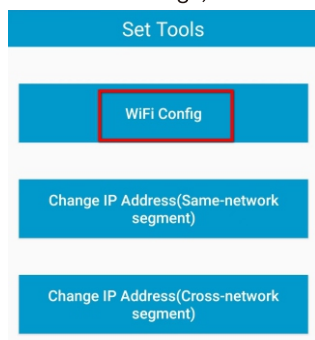 Set Tools
WiFi Config
Change IP Address(Same-network
segment)
Change IP Address(Cross-network
segment)